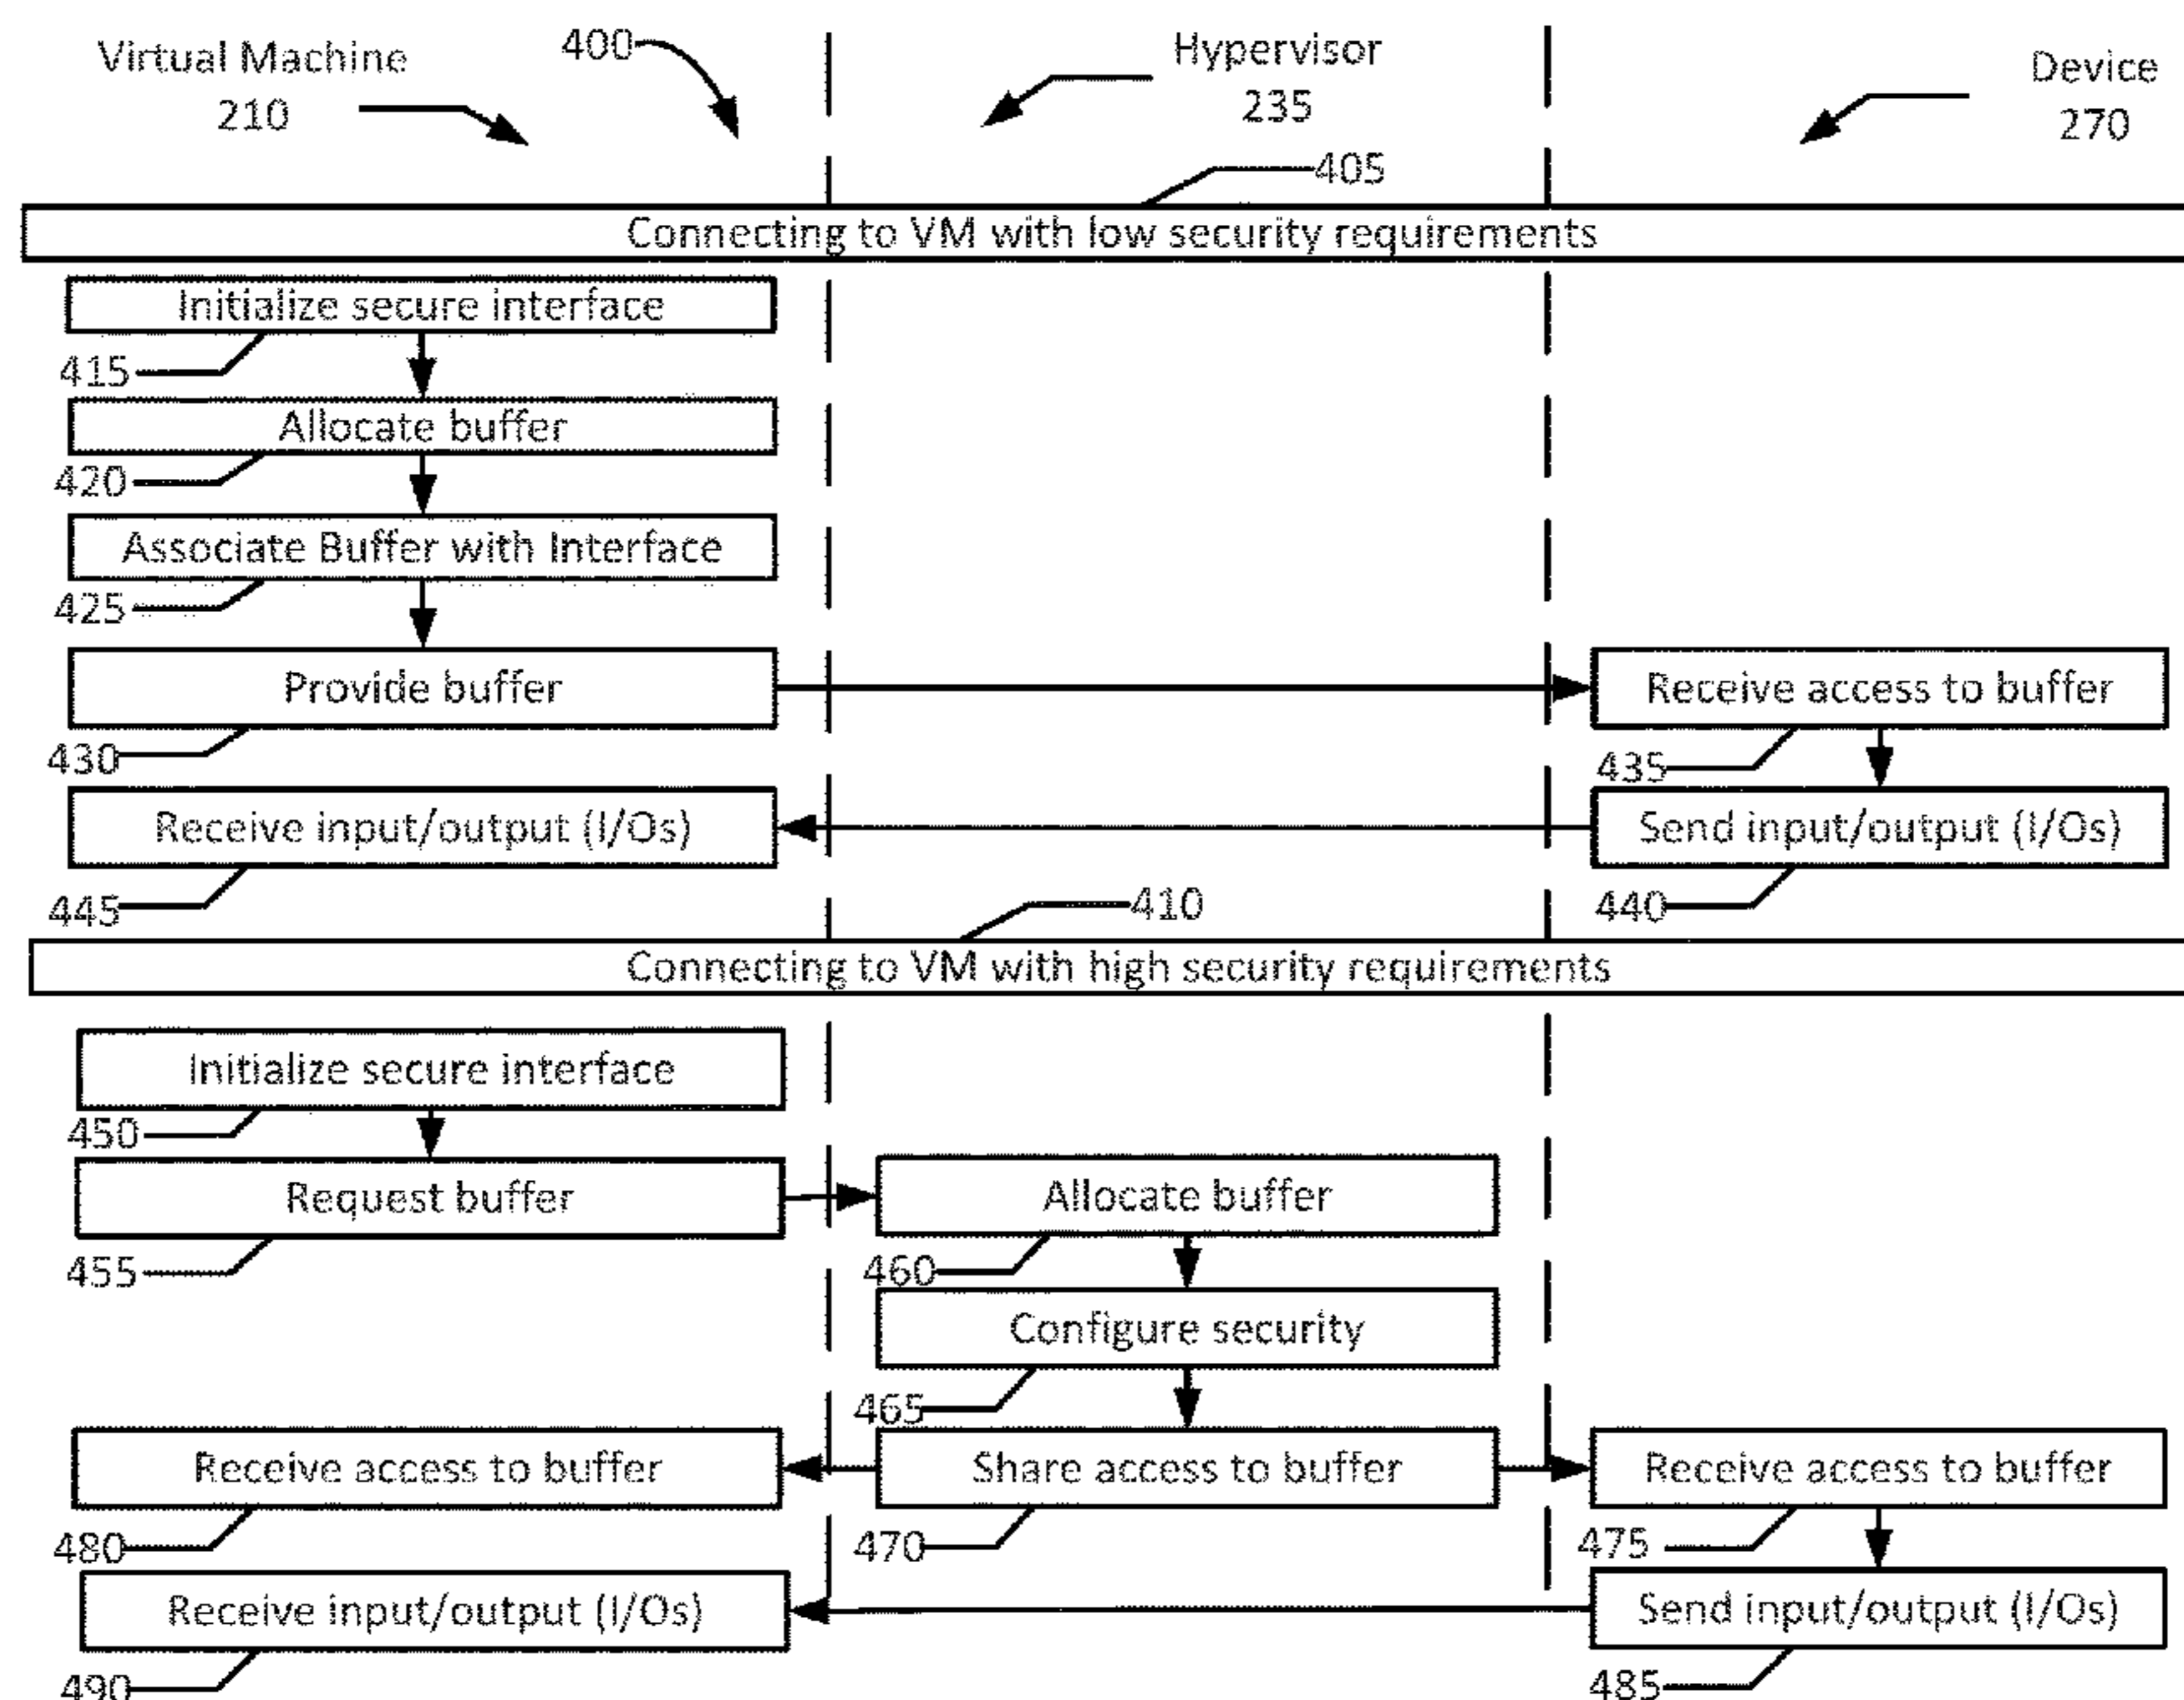 Virtual Machine
210
400
Hypervisor
235
Device
270
405
Connecting to VM with low security requirements
Initialize secure interface
415
Allocate buffer
420
Associate Buffer with Interface
425
Provide buffer
Receive access to buffer
430
435
Receive input/output (I/Os)
Send input/output (I/Os)
445
410
440
Connecting to VM with high security requirements
Initialize secure interface
450
Request buffer
Allocate buffer
455
460
Configure security
465
Receive access to buffer
Share access to buffer
Receive access to buffer
480
470
475
Receive input/output (I/Os)
Send input/output (I/Os)
490
485